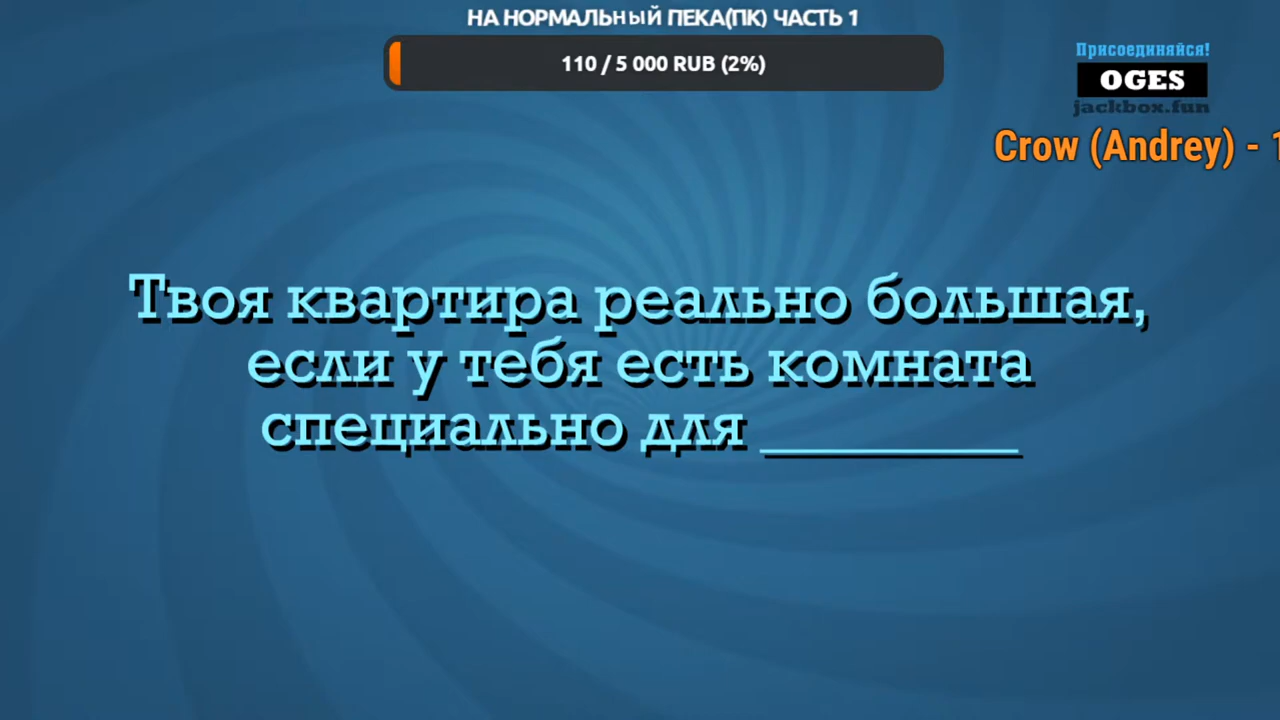 НА НОРМАЛЬНЫЙ ПЕКА(ПК) ЧАСТЬ 1
110 / 5 000 RUB (2%)
Присоединяйся!
OGES
jackbox.fun
Crow (Andrey) - 1
Твоя квартира реально большая,
если у тебя есть комната
специально для _________